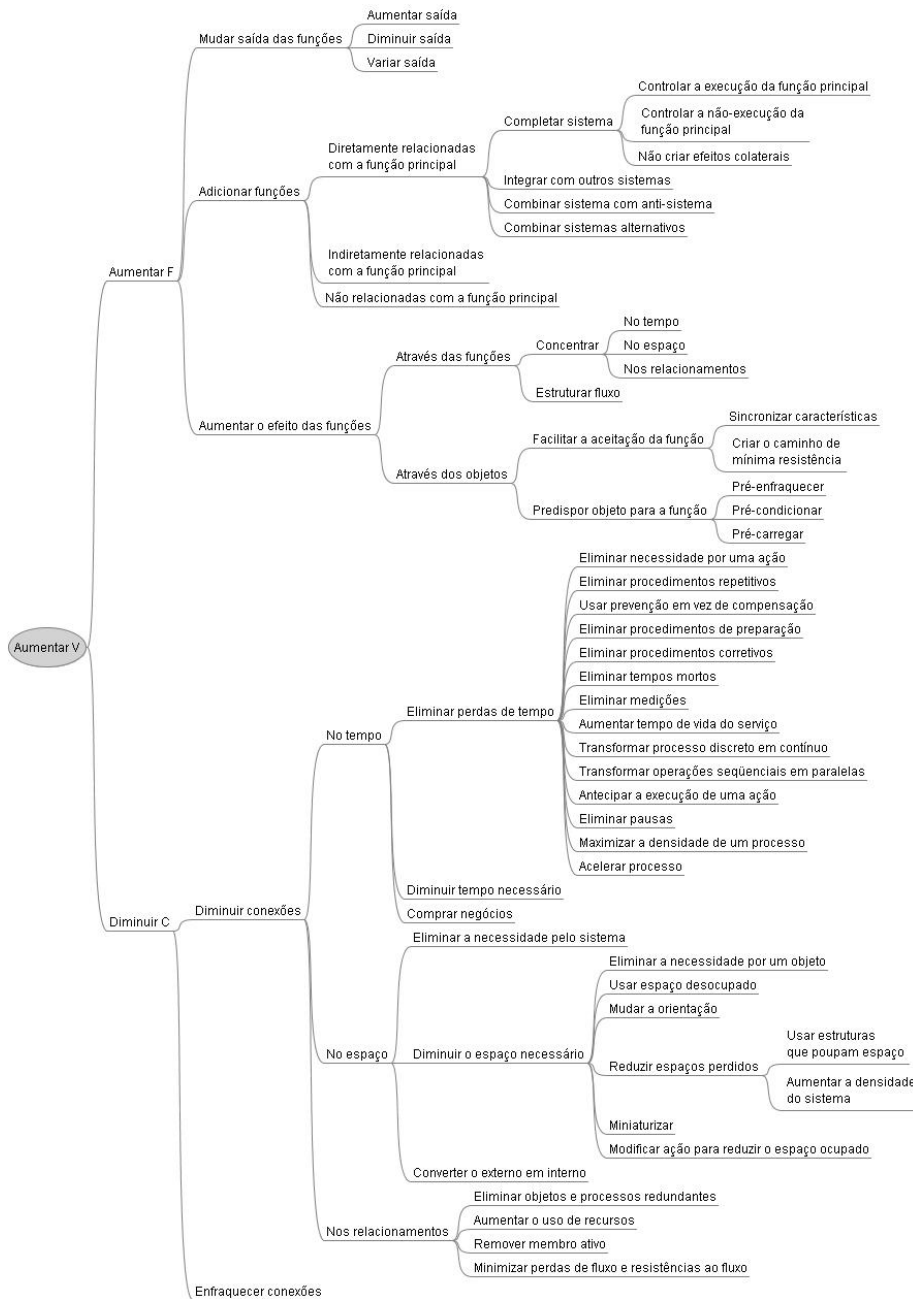 Aumentar saída
Mudar saída das funções
Diminuir saída
Variar saída
Controlar a execução da função principal
Completar sistema
Controlar a não-execução da
função principal
Não criar efeitos colaterais
Diretamente relacionadas
com a função principal
Integrar com outros sistemas
Adicionar funções
Combinar sistema com anti-sistema
Combinar sistemas alternativos
Indiretamente relacionadas
com a função principal
Aumentar F
Não relacionadas com a função principal
No tempo
Concentrar
No espaço
Através das funções
Nos relacionamentos
Estruturar fluxo
Aumentar o efeito das funções
Sincronizar características
Facilitar a aceitação da função
Criar o caminho de
mínima resistência
Através dos objetos
Pré-enfraquecer
Predispor objeto para a função
Pré-condicionar
Pré-carregar
Aumentar V
Eliminar necessidade por uma ação
Eliminar procedimentos repetitivos
Usar prevenção em vez de compensação
Eliminar procedimentos de preparação
Eliminar procedimentos corretivos
Eliminar tempos mortos
Eliminar medições
Eliminar perdas de tempo
Aumentar tempo de vida do serviço
No tempo
Transformar processo discreto em contínuo
Transformar operações seqüenciais em paralelas
Antecipar a execução de uma ação
Eliminar pausas
Maximizar a densidade de um processo
Acelerar processo
Diminuir tempo necessário
Comprar negócios
Diminuir C
Diminuir conexões
Eliminar a necessidade pelo sistema
Eliminar a necessidade por um objeto
Usar espaço desocupado
Mudar a orientação
No espaço
Diminuir o espaço necessário
Reduzir espaços perdidos
Usar estruturas
que poupam espaço
Aumentar a densidade
do sistema
Miniaturizar
Modificar ação para reduzir o espaço ocupado
Converter o externo em interno
Eliminar objetos e processos redundantes
Nos relacionamentos
Aumentar o uso de recursos
Remover membro ativo
Minimizar perdas de fluxo e resistências ao fluxo
Enfraquecer conexões